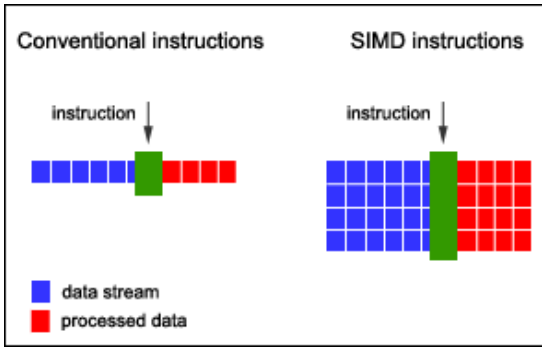 Conventional instructions
SIMD instructions
instruction
instruction
data stream
processed data